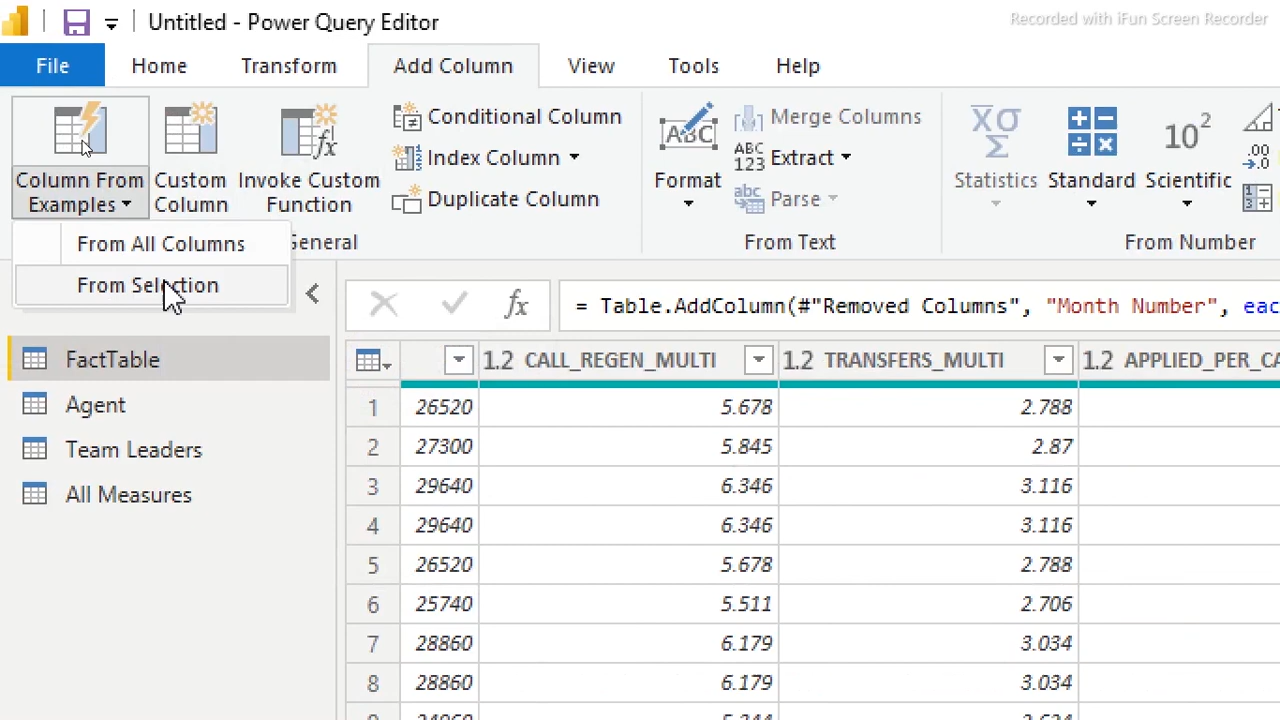 Untitled - Power Query Editor
Recorded with iFun Screen Recorder
File Home Transform Add Column View Tools Help
Column From Examples
Custom Column
Invoke Custom Function
Conditional Column
Index Column
Duplicate Column
General
Format
Merge Columns
ABC 123 Extract
Parse
From Text
XΣσ Statistics
Standard
10² Scientific
From Number
From All Columns
From Selection
fx = Table.AddColumn(#"Removed Columns", "Month Number", eac
FactTable
Agent
Team Leaders
All Measures
1.2 CALL_REGEN_MULTI 1.2 TRANSFERS_MULTI 1.2 APPLIED_PER_CA
1 26520 5.678 2.788
2 27300 5.845 2.87
3 29640 6.346 3.116
4 29640 6.346 3.116
5 26520 5.678 2.788
6 25740 5.511 2.706
7 28860 6.179 3.034
8 28860 6.179 3.034